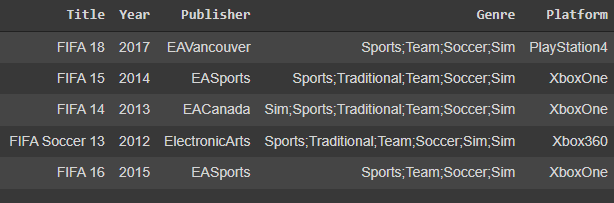 Title Year Publisher Genre Platform
FIFA 18 2017 EAVancouver Sports;Team;Soccer;Sim PlayStation4
FIFA 15 2014 EASports Sports;Traditional;Team;Soccer;Sim XboxOne
FIFA 14 2013 EACanada Sim;Sports;Traditional;Team;Soccer;Sim XboxOne
FIFA Soccer 13 2012 ElectronicArts Sports;Traditional;Team;Soccer;Sim;Sim Xbox360
FIFA 16 2015 EASports Sports;Team;Soccer;Sim XboxOne